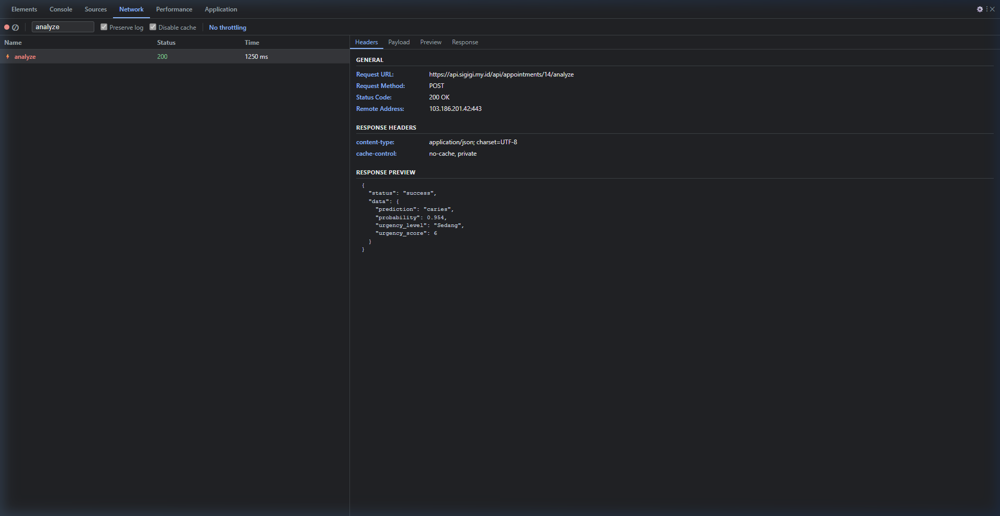 Elements Console Sources Network Performance Application
analyze Preserve log Disable cache No throttling
Name Status Time
analyze 200 1250 ms
Headers Payload Preview Response
GENERAL
Request URL: https://api.sigigi.my.id/api/appointments/14/analyze
Request Method: POST
Status Code: 200 OK
Remote Address: 103.186.201.42:443
RESPONSE HEADERS
content-type: application/json; charset=UTF-8
cache-control: no-cache, private
RESPONSE PREVIEW
{
  "status": "success",
  "data": {
    "prediction": "caries",
    "probability": 0.954,
    "urgency_level": "Sedang",
    "urgency_score": 6
  }
}